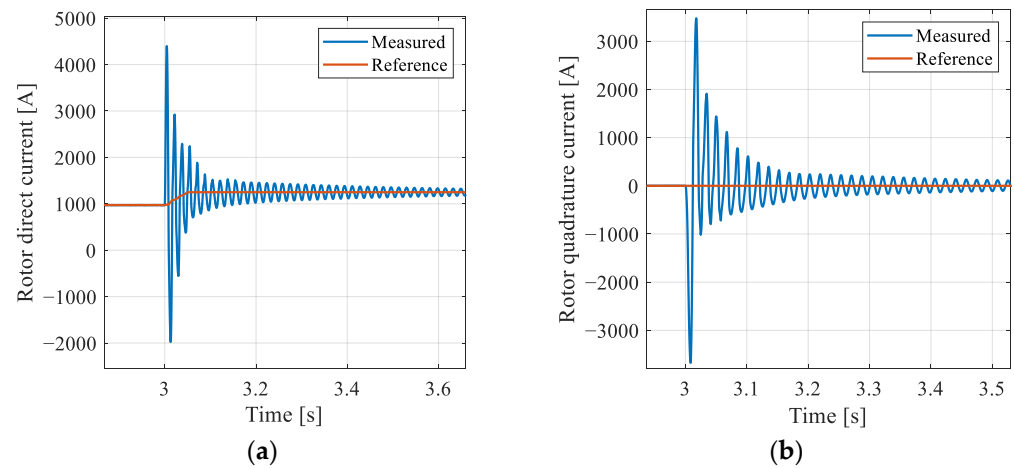 Rotor direct current [A]
5000
4000
3000
2000
1000
0
−1000
−2000
Measured
Reference
3
3.2
3.4
3.6
Time [s]
(a)
Rotor quadrature current [A]
3000
2000
1000
0
−1000
−2000
−3000
Measured
Reference
3
3.1
3.2
3.3
3.4
3.5
Time [s]
(b)